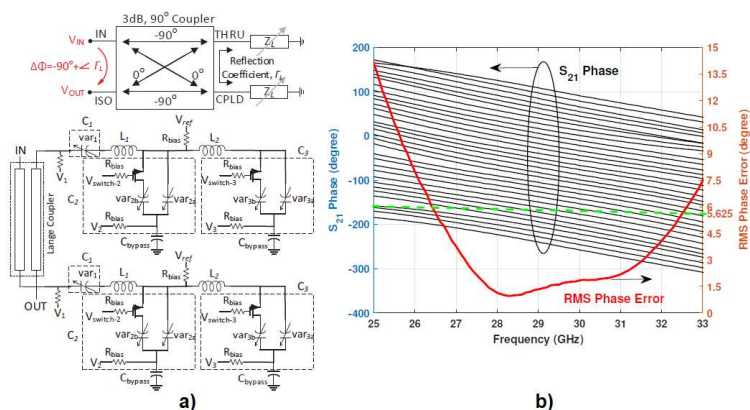 3dB, 90° Coupler
V_IN IN -90° THRU Z_L
ΔΦ=-90°+∠ Γ_L 0° 0° Reflection
Coefficient, Γ_L
V_OUT ISO -90° CPLD Z_L
C_1 V_ref
IN var_1 L_1 R_bias L_2 C_3
Lange Coupler
V_1 R_bias R_bias
V_switch-2 V_switch-3
C_2 var_2b var_2a var_3b var_3a
R_bias R_bias
V_2 V_3
C_bypass C_bypass
C_1 V_ref
var_1 L_1 R_bias L_2 C_3
OUT
V_1 R_bias R_bias
V_switch-2 V_switch-3
C_2 var_2b var_2a var_3b var_3a
R_bias R_bias
V_2 V_3
C_bypass C_bypass
a)
S_21 Phase (degree)
200
100
0
-100
-200
-300
-400
S_21 Phase
RMS Phase Error
25 26 27 28 29 30 31 32 33
Frequency (GHz)
15
13.5
12
10.5
9
7.5
6
5.625
4.5
3
1.5
0
RMS Phase Error (degree)
b)